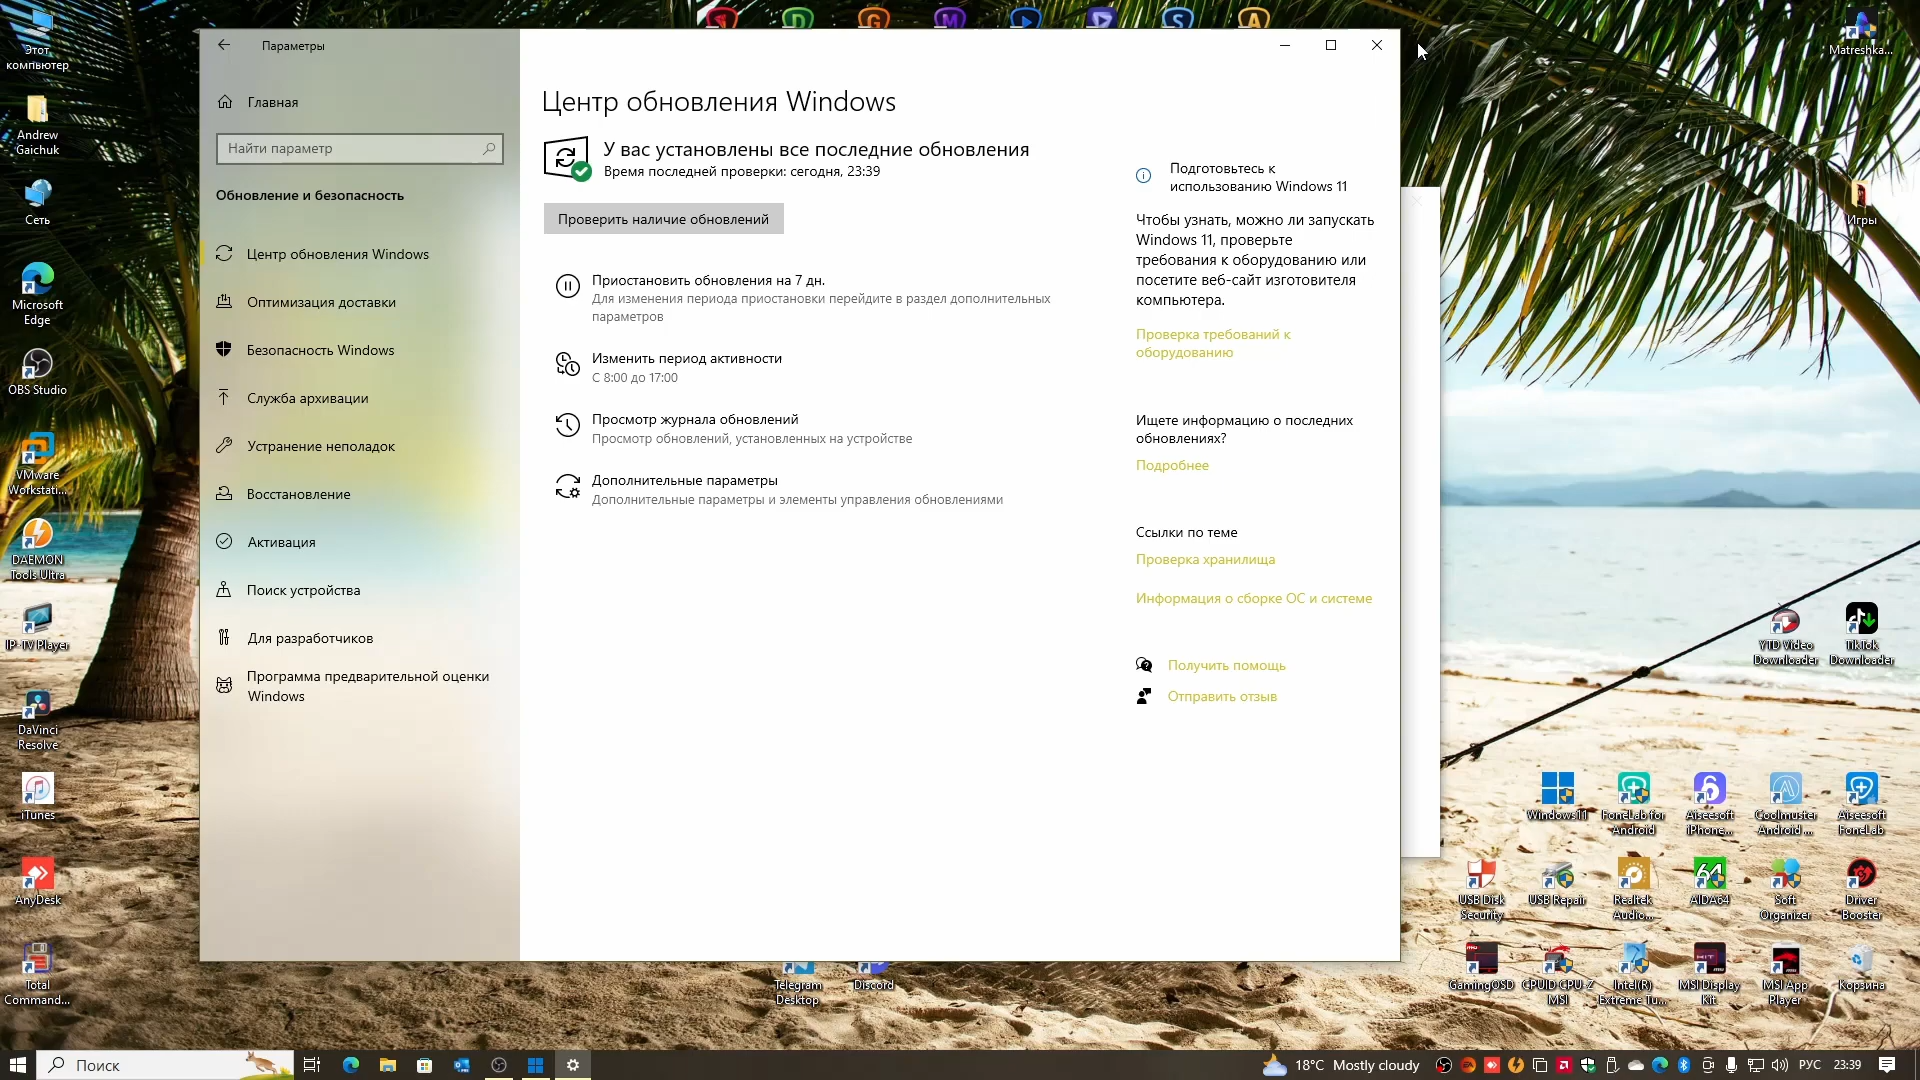 Этот
компьютер
Andrew
Gaichuk
Сеть
Microsoft
Edge
OBS Studio
VMware
Workstati...
DAEMON
Tools Ultra
IP-TV Player
DaVinci
Resolve
iTunes
AnyDesk
Total
Command...
Параметры
Главная
Найти параметр
Обновление и безопасность
Центр обновления Windows
Оптимизация доставки
Безопасность Windows
Служба архивации
Устранение неполадок
Восстановление
Активация
Поиск устройства
Для разработчиков
Программа предварительной оценки
Windows
Центр обновления Windows
У вас установлены все последние обновления
Время последней проверки: сегодня, 23:39
Проверить наличие обновлений
Приостановить обновления на 7 дн.
Для изменения периода приостановки перейдите в раздел дополнительных
параметров
Изменить период активности
С 8:00 до 17:00
Просмотр журнала обновлений
Просмотр обновлений, установленных на устройстве
Дополнительные параметры
Дополнительные параметры и элементы управления обновлениями
Подготовьтесь к
использованию Windows 11
Чтобы узнать, можно ли запускать
Windows 11, проверьте
требования к оборудованию или
посетите веб-сайт изготовителя
компьютера.
Проверка требований к
оборудованию
Ищете информацию о последних
обновлениях?
Подробнее
Ссылки по теме
Проверка хранилища
Информация о сборке ОС и системе
Получить помощь
Отправить отзыв
Matreshka...
Игры
YTD Video
Downloader
TikTok
Downloader
Windows11
FoneLab for
Android
Aiseesoft
iPhone...
Coolmuster
Android ...
Aiseesoft
FoneLab
USB Disk
Security
USB Repair
Realtek
Audio...
64
AIDA64
Soft
Organizer
Driver
Booster
GamingOSD
CPUID CPU-Z
MSI
Intel(R)
Extreme Tu...
MSI Display
Kit
MSI App
Player
Корзина
Telegram
Desktop
Discord
Поиск
18°C Mostly cloudy
РУС
23:39